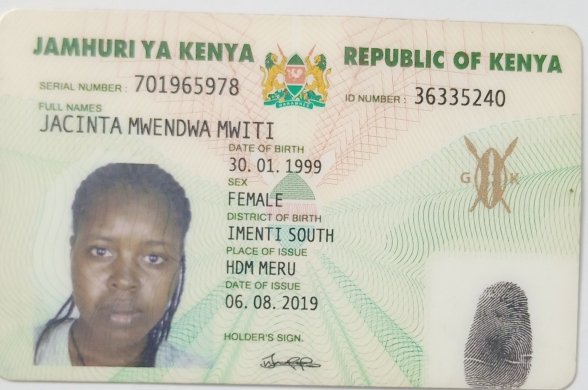 JAMHURI YA KENYA REPUBLIC OF KENYA
SERIAL NUMBER : 701965978 ID NUMBER : 36335240
FULL NAMES
JACINTA MWENDWA MWITI
DATE OF BIRTH
30. 01. 1999
SEX
FEMALE
DISTRICT OF BIRTH
IMENTI SOUTH
PLACE OF ISSUE
HDM MERU
DATE OF ISSUE
06. 08. 2019
HOLDER'S SIGN.
G K